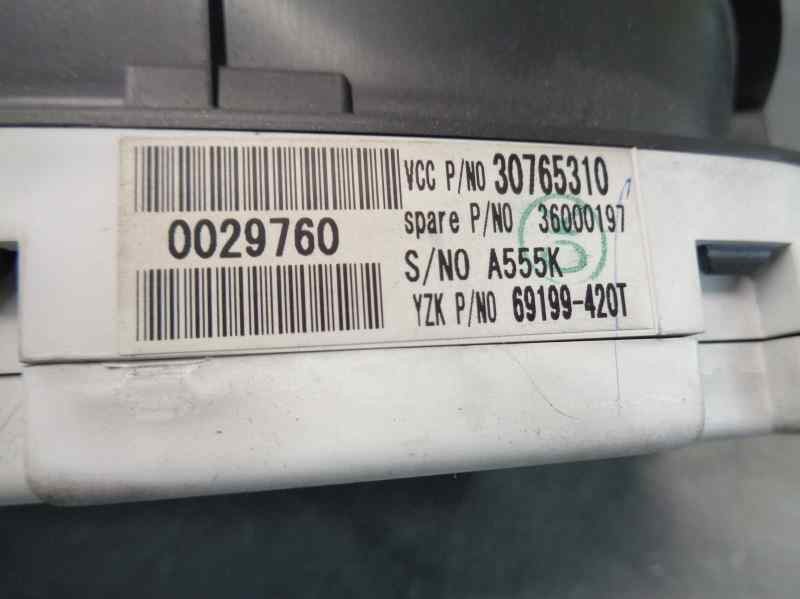 0029760
VCC P/NO 30765310
spare P/NO 36000197
S/NO A555K
YZK P/NO 69199-420T